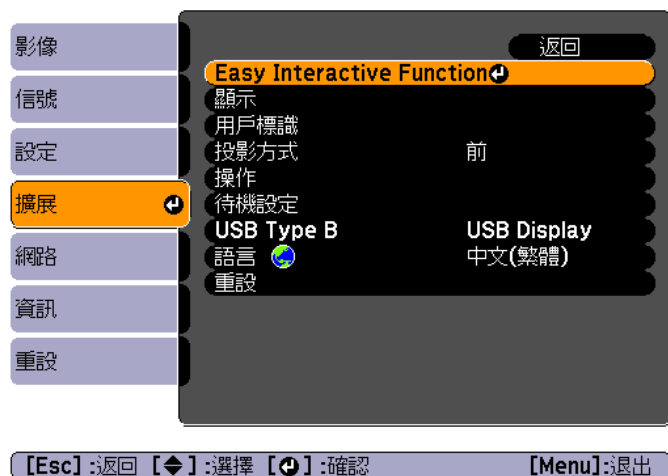 影像
信號
設定
擴展
網路
資訊
重設
返回
Easy Interactive Function
顯示
用戶標識
投影方式 前
操作
待機設定
USB Type B USB Display
語言 中文(繁體)
重設
[Esc] :返回 [◆] :選擇 [↵] :確認 [Menu]:退出